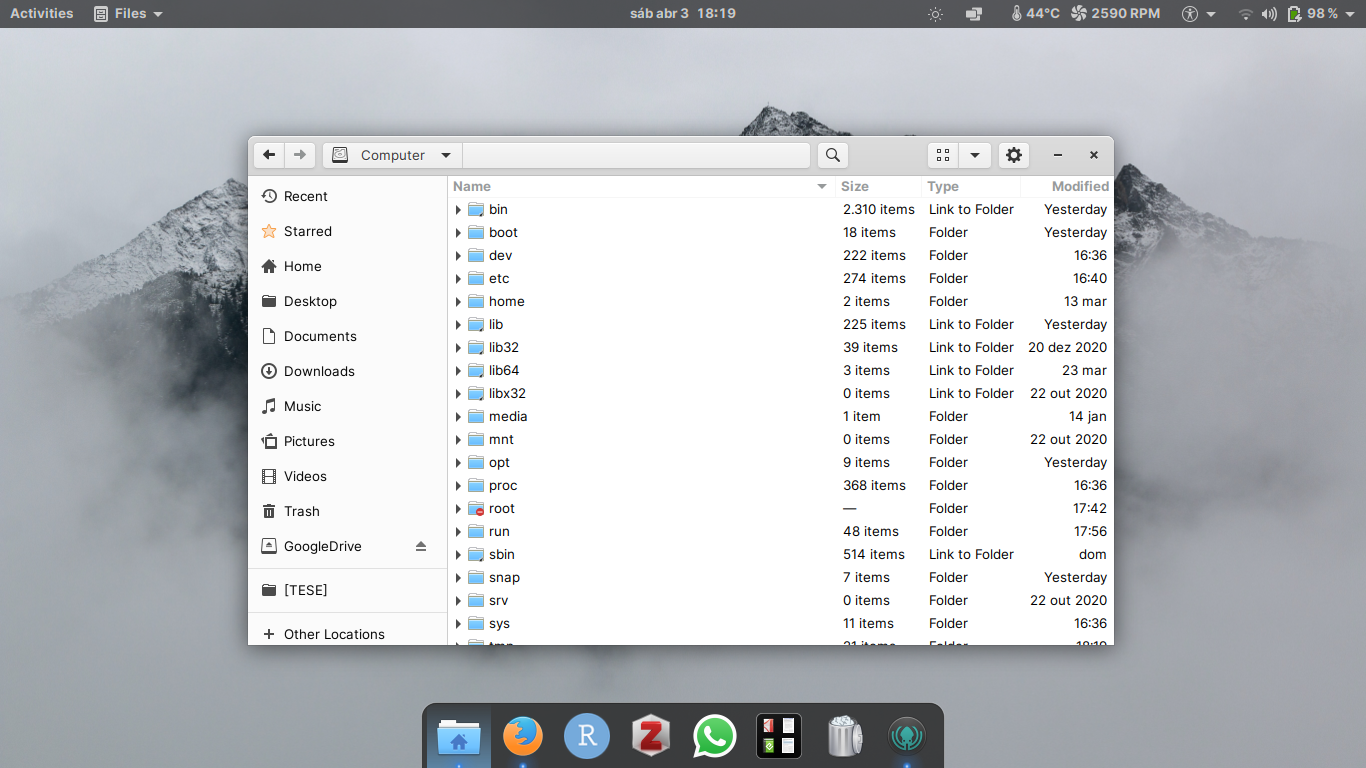 Activities Files sáb abr 3 18:19 44°C 2590 RPM 98 %
Computer
Name Size Type Modified
Recent
Starred
Home
Desktop
Documents
Downloads
Music
Pictures
Videos
Trash
GoogleDrive
[TESE]
Other Locations
bin 2.310 items Link to Folder Yesterday
boot 18 items Folder Yesterday
dev 222 items Folder 16:36
etc 274 items Folder 16:40
home 2 items Folder 13 mar
lib 225 items Link to Folder Yesterday
lib32 39 items Link to Folder 20 dez 2020
lib64 3 items Link to Folder 23 mar
libx32 0 items Link to Folder 22 out 2020
media 1 item Folder 14 jan
mnt 0 items Folder 22 out 2020
opt 9 items Folder Yesterday
proc 368 items Folder 16:36
root — Folder 17:42
run 48 items Folder 17:56
sbin 514 items Link to Folder dom
snap 7 items Folder Yesterday
srv 0 items Folder 22 out 2020
sys 11 items Folder 16:36
tmp 21 items Folder 18:19
R Z